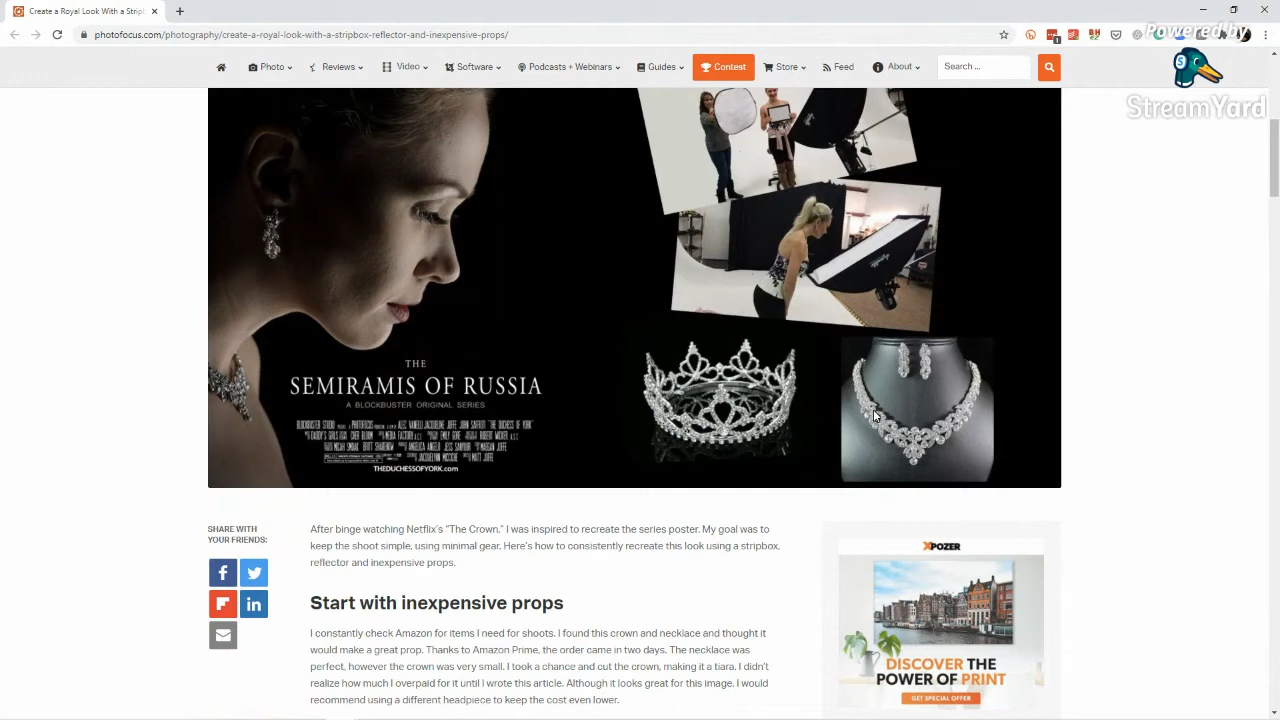 Create a Royal Look With a Strip
photofocus.com/photography/create-a-royal-look-with-a-stripbox-reflector-and-inexpensive-props/
Powered by
StreamYard
Photo
Reviews
Video
Software
Podcasts + Webinars
Guides
Contest
Store
Feed
About
Search ...
THE
SEMIRAMIS OF RUSSIA
A BLOCKBUSTER ORIGINAL SERIES
THEDUCHESSOFYORK.com
SHARE WITH
YOUR FRIENDS:
After binge watching Netflix's "The Crown." I was inspired to recreate the series poster. My goal was to
keep the shoot simple, using minimal gear. Here's how to consistently recreate this look using a stripbox,
reflector and inexpensive props.
Start with inexpensive props
I constantly check Amazon for items I need for shoots. I found this crown and necklace and thought it
would make a great prop. Thanks to Amazon Prime, the order came in two days. The necklace was
perfect, however the crown was very small. I took a chance and cut the crown, making it a tiara. I didn't
realize how much I overpaid for it until I wrote this article. Although it looks great for this image. I would
recommend using a different headpiece to keep the cost even lower.
XPOZER
DISCOVER THE
POWER OF PRINT
GET SPECIAL OFFER